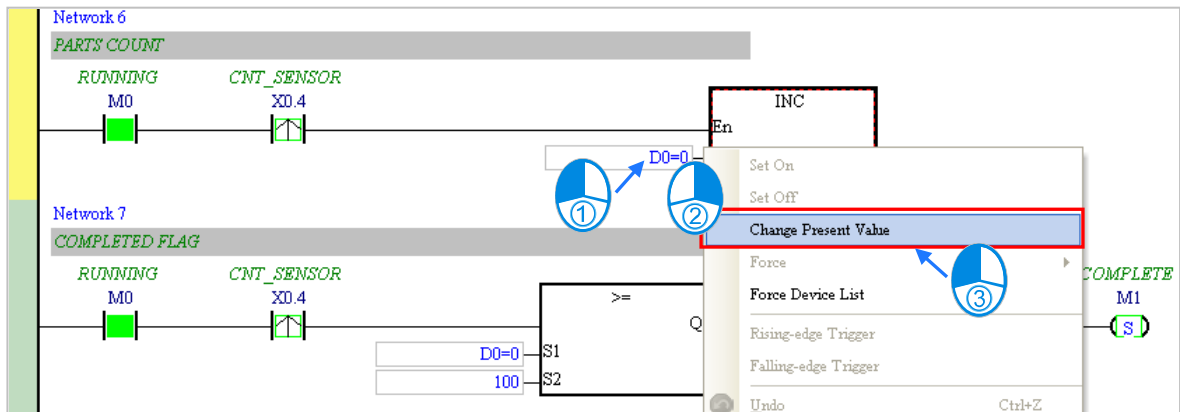 Network 6
PARTS COUNT
RUNNING CNT_SENSOR
M0 X0.4 INC
En
D0=0
① ②
Set On
Set Off
Change Present Value
Force
③
Force Device List
Rising-edge Trigger
Falling-edge Trigger
Undo Ctrl+Z
Network 7
COMPLETED FLAG
RUNNING CNT_SENSOR COMPLETE
M0 X0.4 >= M1
Q S
D0=0 S1
100 S2